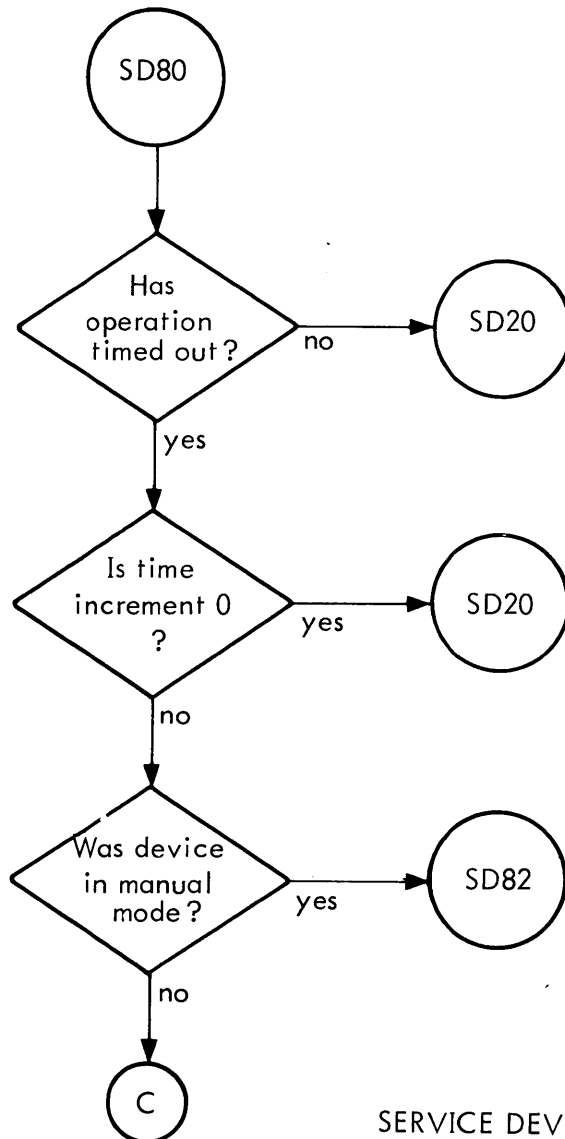 SD80
Has
operation
timed out?
no
SD20
yes
Is time
increment 0
?
yes
SD20
no
Was device
in manual
mode?
yes
SD82
no
C
SERVICE DEV